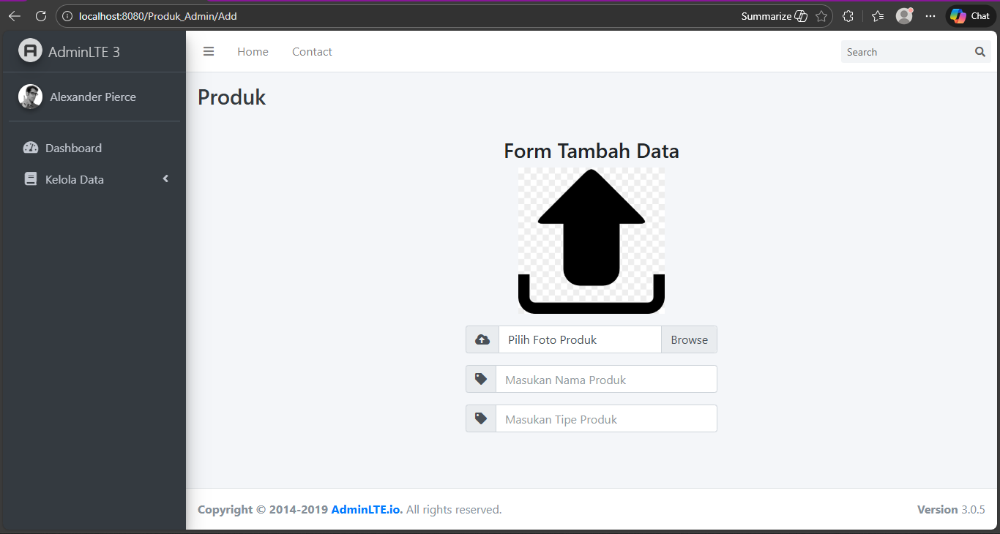 localhost:8080/Produk_Admin/Add
Summarize
Chat
AdminLTE 3
Home
Contact
Search
Alexander Pierce
Dashboard
Kelola Data
Produk
Form Tambah Data
Pilih Foto Produk
Browse
Masukan Nama Produk
Masukan Tipe Produk
Copyright © 2014-2019 AdminLTE.io. All rights reserved.
Version 3.0.5